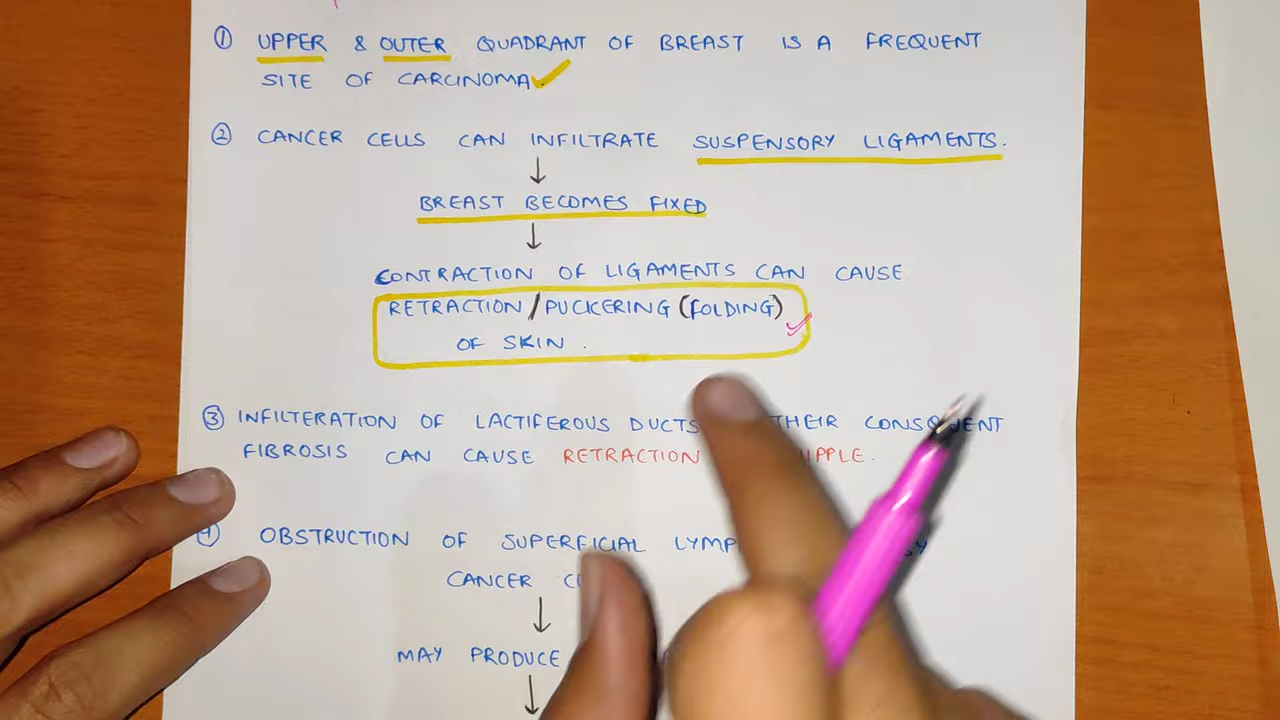 ① UPPER & OUTER QUADRANT OF BREAST IS A FREQUENT
SITE OF CARCINOMA
② CANCER CELLS CAN INFILTRATE SUSPENSORY LIGAMENTS.
↓
BREAST BECOMES FIXED
↓
CONTRACTION OF LIGAMENTS CAN CAUSE
RETRACTION/PUCKERING (FOLDING)
OF SKIN.
③ INFILTERATION OF LACTIFEROUS DUCTS THEIR
FIBROSIS CAN CAUSE RETRACTION
④ OBSTRUCTION OF SUPERFICIAL
CANCER
↓
MAY PRODUCE
↓